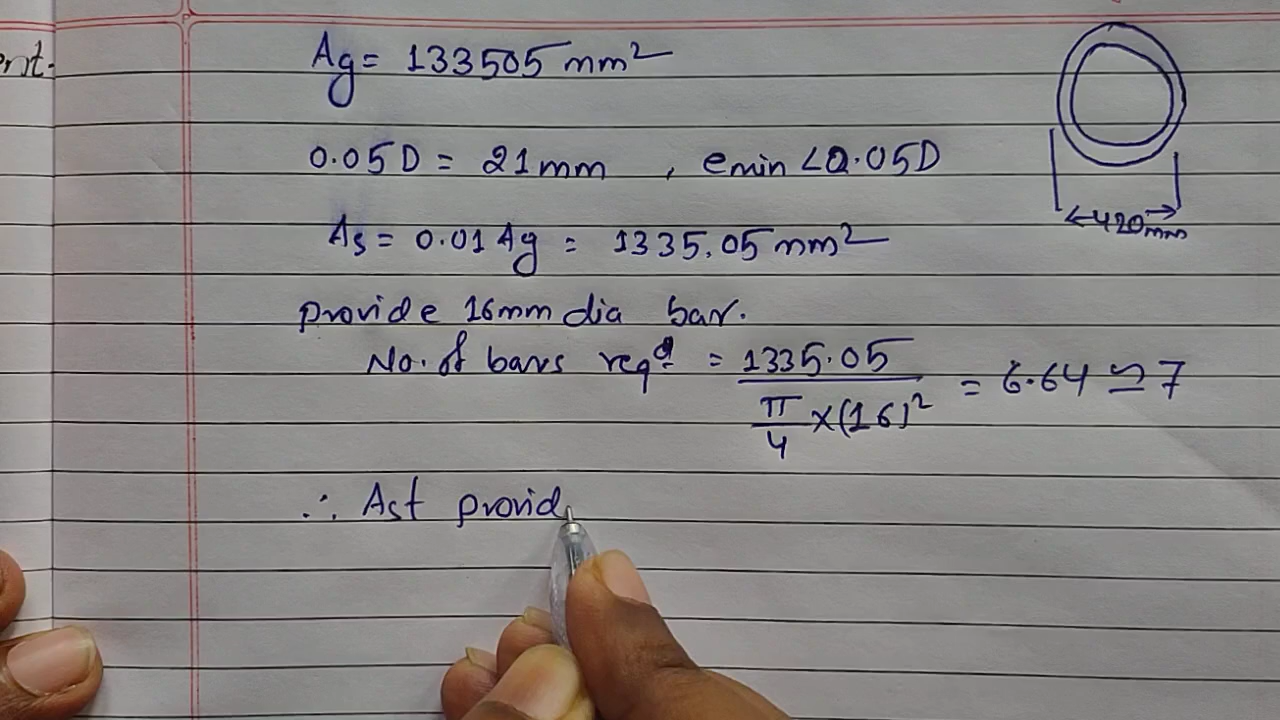 nt.
Ag = 133505 mm²
0.05D = 21mm , emin < 0.05D
420mm
As = 0.01 Ag = 1335.05 mm²
provide 16mm dia bar.
No. of bars reqd = 1335.05 / π/4 ×(16)² = 6.64 ≃ 7
∴ Ast provid